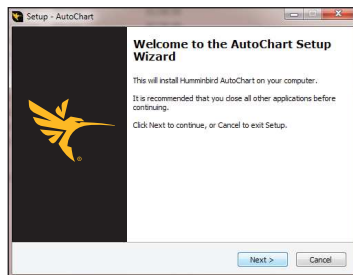 Setup - AutoChart
Welcome to the AutoChart Setup
Wizard
This will install Humminbird AutoChart on your computer.
It is recommended that you close all other applications before
continuing.
Click Next to continue, or Cancel to exit Setup.
®
Next >
Cancel